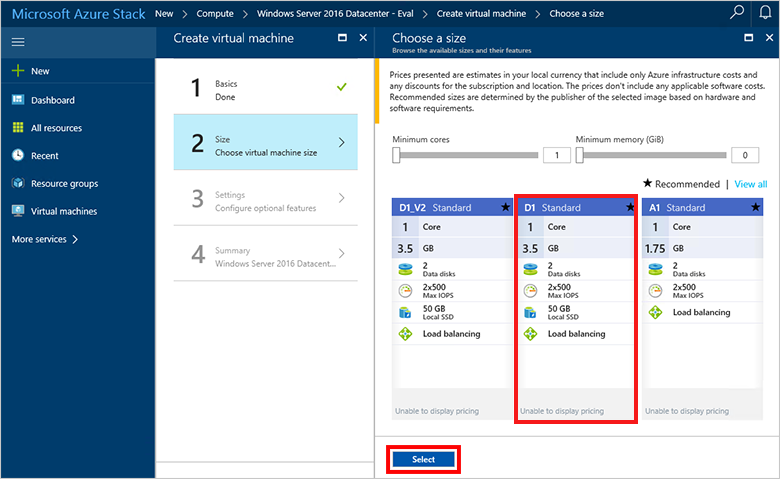 Microsoft Azure Stack New > Compute > Windows Server 2016 Datacenter - Eval > Create virtual machine > Choose a size
New
Dashboard
All resources
Recent
Resource groups
Virtual machines
More services >
Create virtual machine
1 Basics
Done
2 Size
Choose virtual machine size
3 Settings
Configure optional features
4 Summary
Windows Server 2016 Datacent...
Choose a size
Browse the available sizes and their features
Prices presented are estimates in your local currency that include only Azure infrastructure costs and
any discounts for the subscription and location. The prices don't include any applicable software costs.
Recommended sizes are determined by the publisher of the selected image based on hardware and
software requirements.
Minimum cores
1
Minimum memory (GiB)
0
★ Recommended | View all
D1_V2 Standard ★
1 Core
3.5 GB
2
Data disks
2x500
Max IOPS
50 GB
Local SSD
Load balancing
Unable to display pricing
D1 Standard ★
1 Core
3.5 GB
2
Data disks
2x500
Max IOPS
50 GB
Local SSD
Load balancing
Unable to display pricing
A1 Standard ★
1 Core
1.75 GB
2
Data disks
2x500
Max IOPS
Load balancing
Unable to display pricing
Select